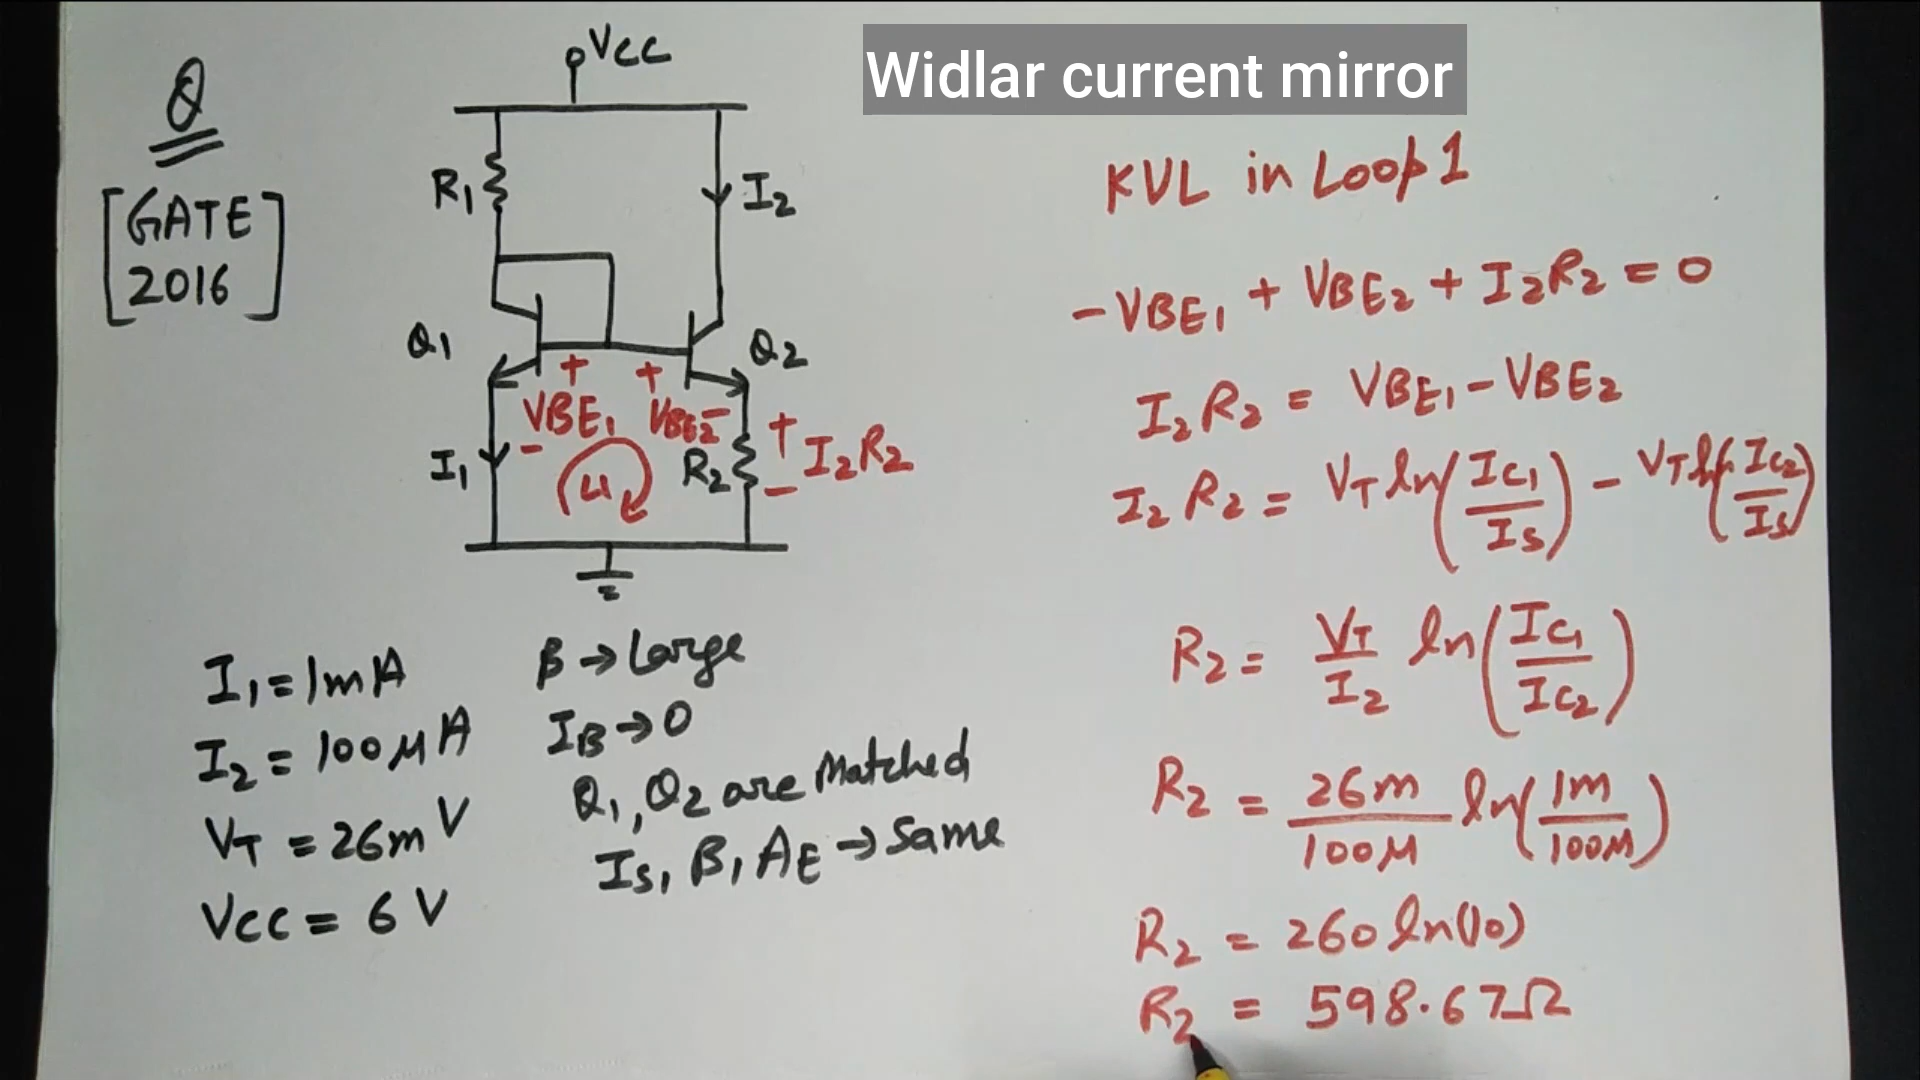 Widlar current mirror
Q
[GATE
2016]
VCC
R1
I2
Q1
Q2
+
+
VBE1
VBE2
-
-
I1
L1
R2
+
I2R2
-
I1 = 1mA
I2 = 100μA
VT = 26mV
VCC = 6V
β → Large
IB → 0
Q1, Q2 are Matched
IS, β, AE → Same
KVL in Loop 1
-VBE1 + VBE2 + I2R2 = 0
I2R2 = VBE1 - VBE2
I2R2 = VT ln(IC1/IS) - VT ln(IC2/IS)
R2 = VT/I2 ln(IC1/IC2)
R2 = 26m/100μ ln(1m/100μ)
R2 = 260 ln(10)
R2 = 598.67Ω